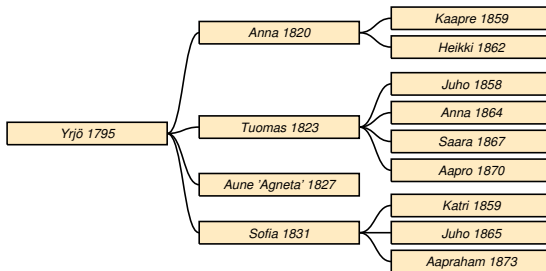 Yrjö 1795
Anna 1820
Kaapre 1859
Heikki 1862
Tuomas 1823
Juho 1858
Anna 1864
Saara 1867
Aapro 1870
Aune 'Agneta' 1827
Sofia 1831
Katri 1859
Juho 1865
Aapraham 1873